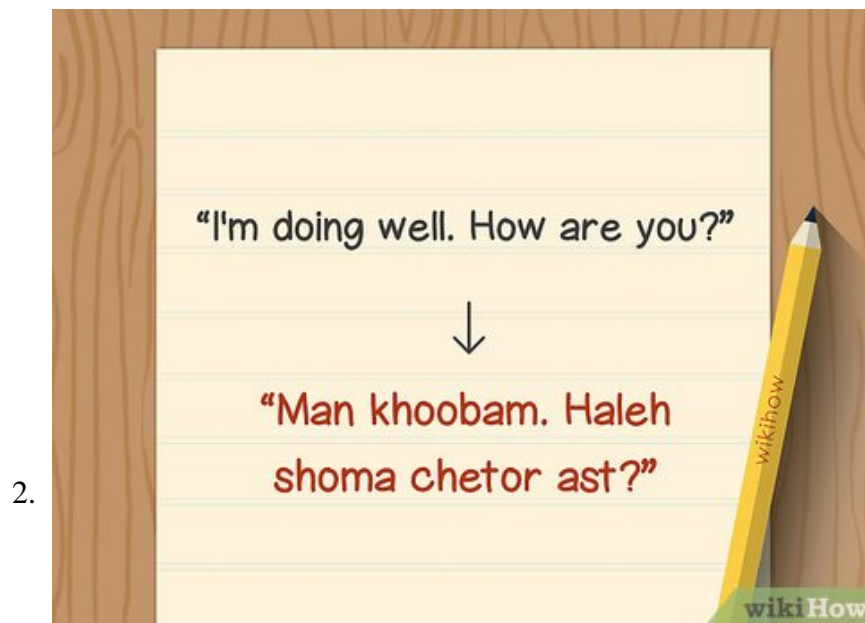 “I'm doing well. How are you?”
↓
“Man khoobam. Haleh
shoma chetor ast?”
2.
wikihow
wikiHow